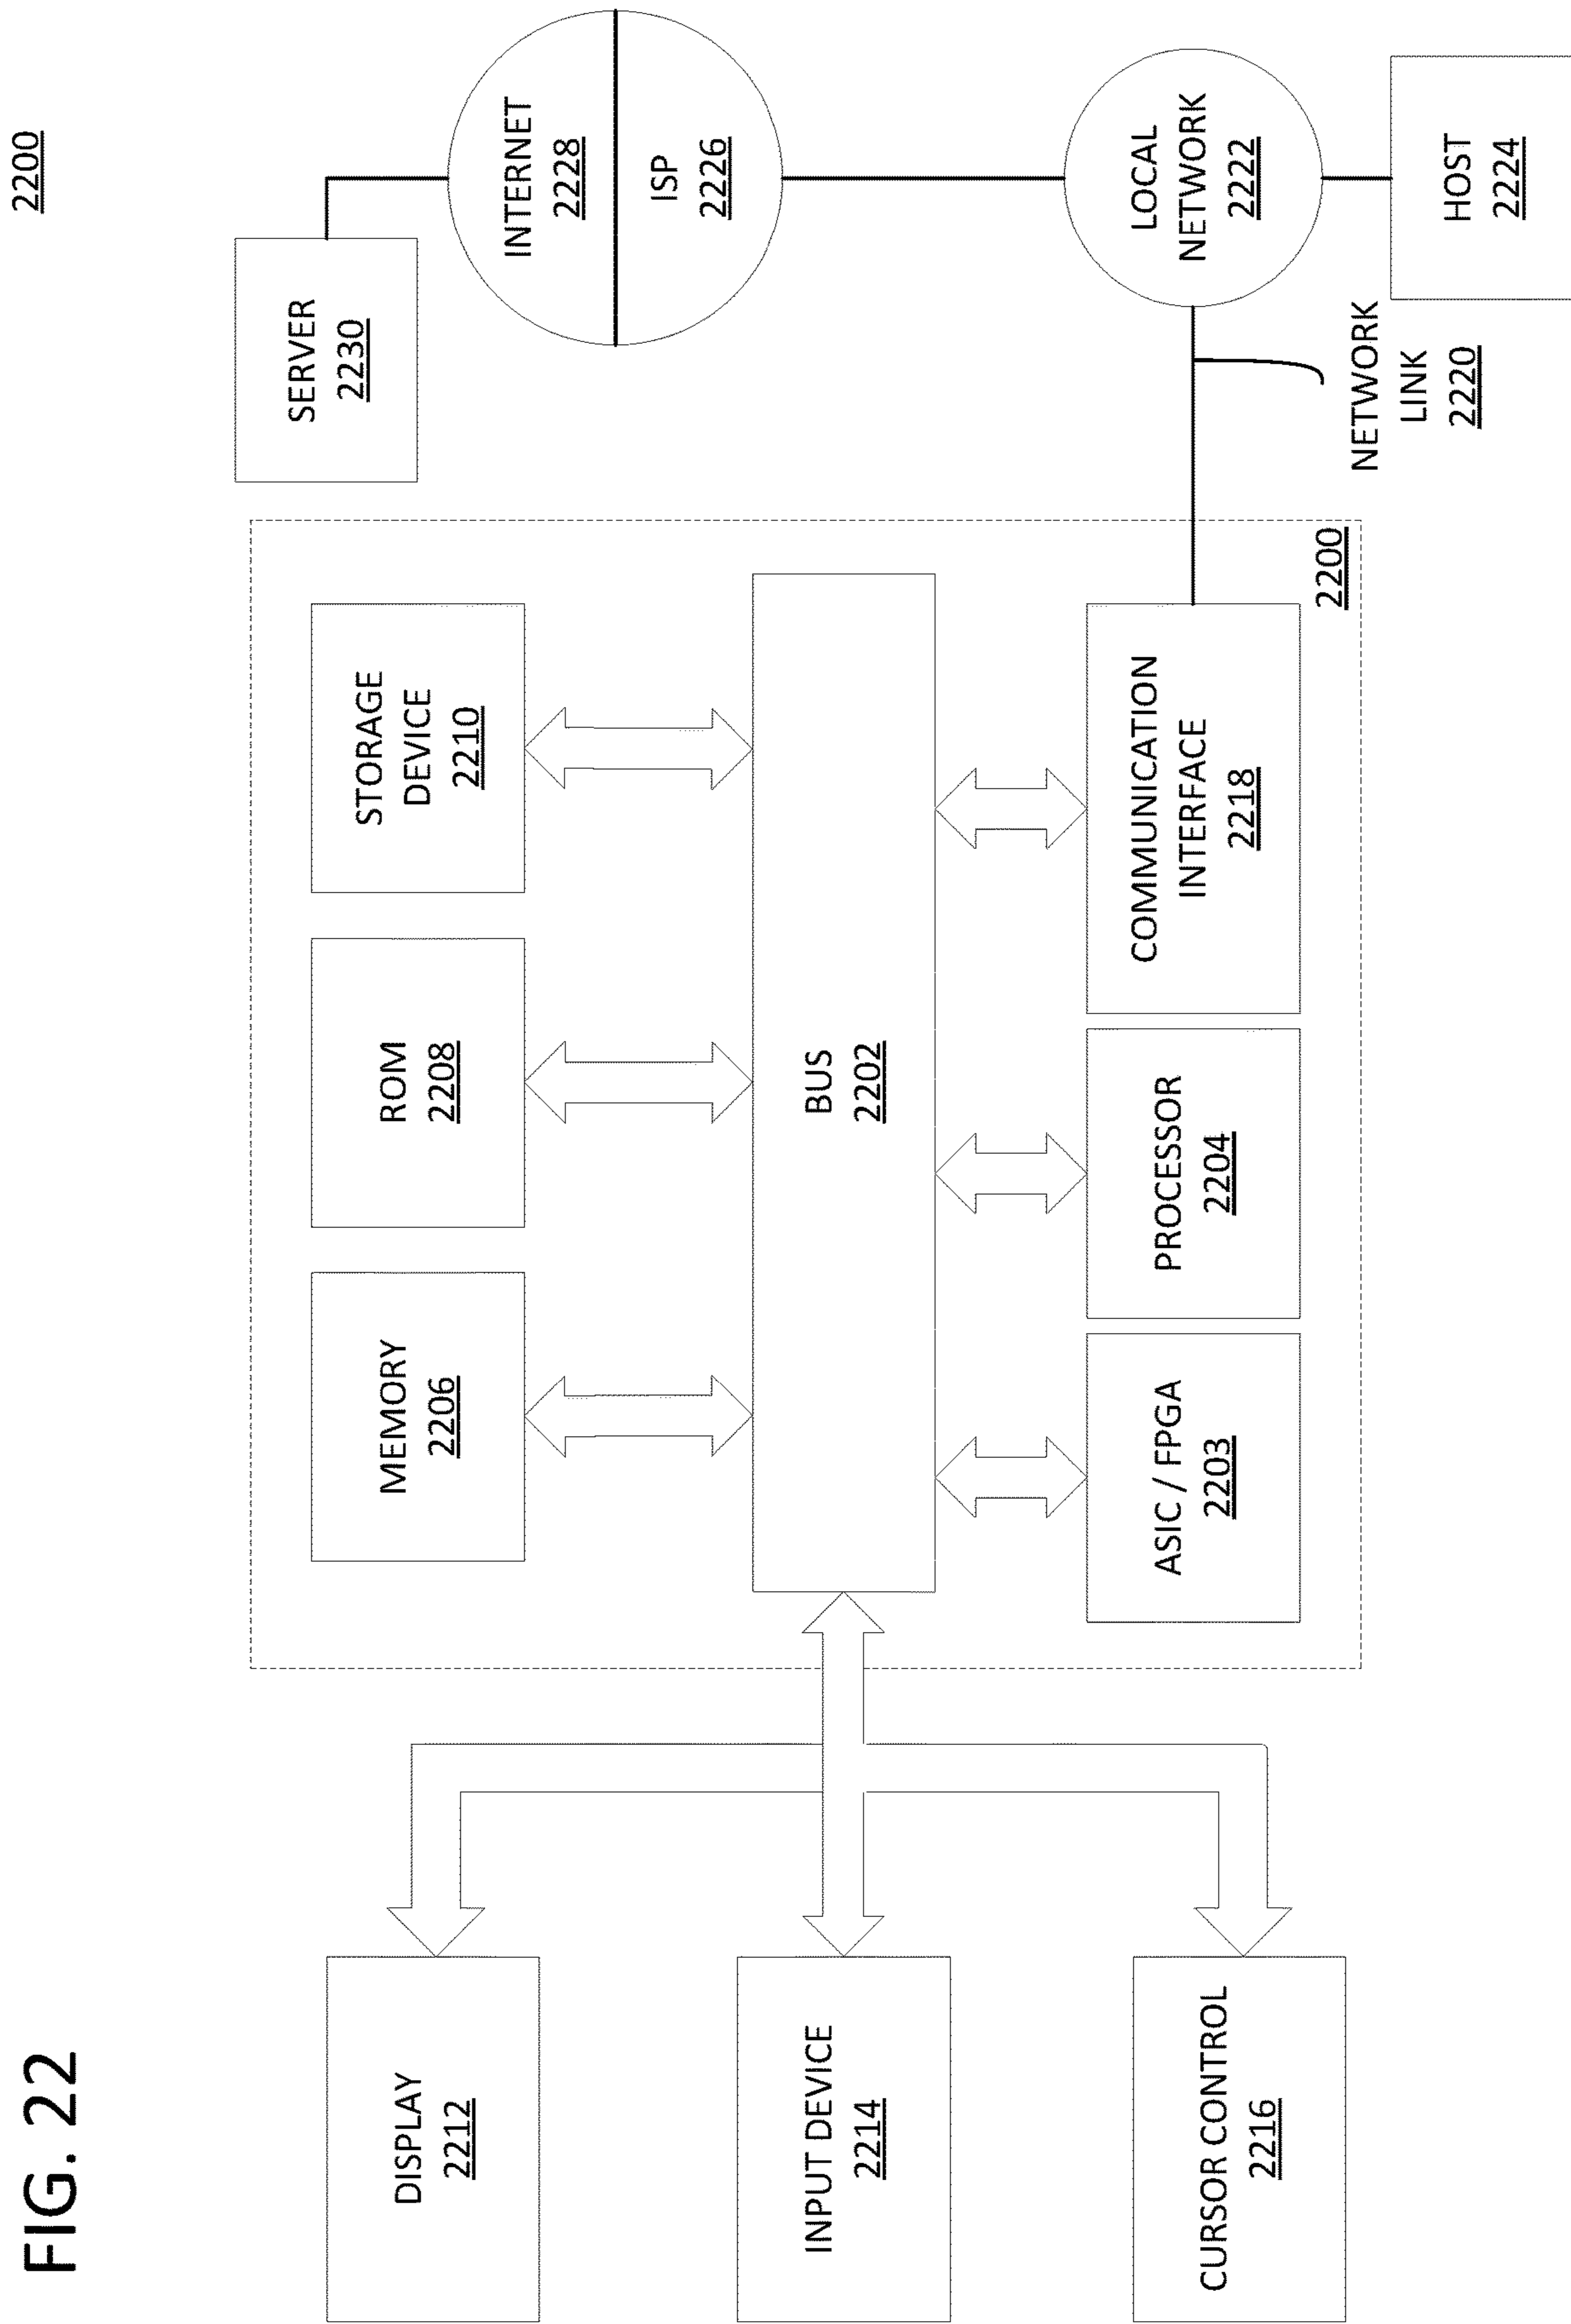 FIG. 22
2200
DISPLAY
2212
INPUT DEVICE
2214
CURSOR CONTROL
2216
MEMORY
2206
ROM
2208
STORAGE
DEVICE
2210
BUS
2202
ASIC / FPGA
2203
PROCESSOR
2204
COMMUNICATION
INTERFACE
2218
2200
SERVER
2230
INTERNET
2228
ISP
2226
LOCAL
NETWORK
2222
NETWORK
LINK
2220
HOST
2224